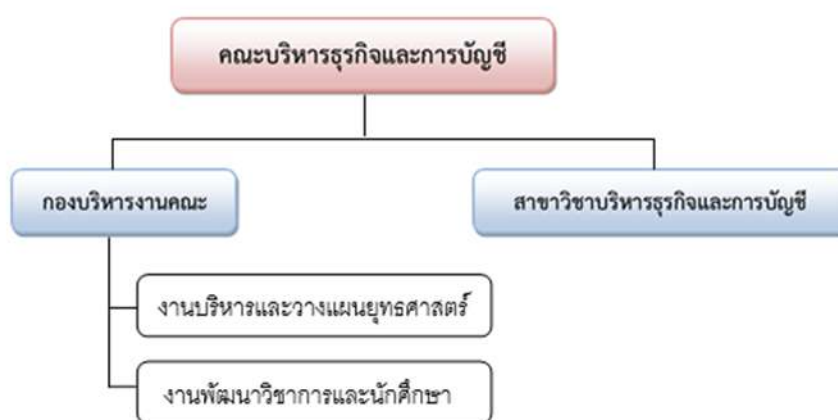 คณะบริหารธุรกิจและการบัญชี
กองบริหารงานคณะ
สาขาวิชาบริหารธุรกิจและการบัญชี
งานบริหารและวางแผนยุทธศาสตร์
งานพัฒนาวิชาการและนักศึกษา